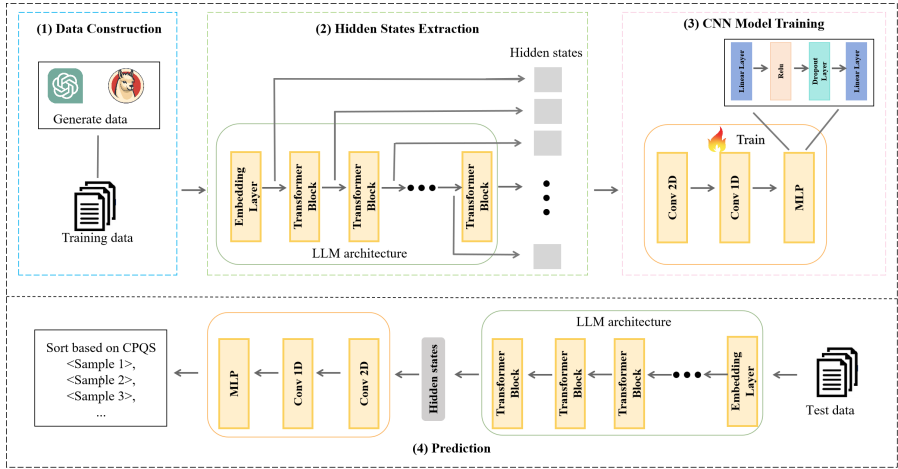 (1) Data Construction
Generate data
Training data
(2) Hidden States Extraction
Hidden states
Embedding
Layer
Transformer
Block
Transformer
Block
Transformer
Block
LLM architecture
(3) CNN Model Training
Linear Layer
Relu
Dropout
Layer
Linear Layer
Train
Conv 2D
Conv 1D
MLP
Sort based on CPQS
<Sample 1>,
<Sample 2>,
<Sample 3>,
...
MLP
Conv 1D
Conv 2D
Hidden states
LLM architecture
Transformer
Block
Transformer
Block
Transformer
Block
Embedding
Layer
Test data
(4) Prediction